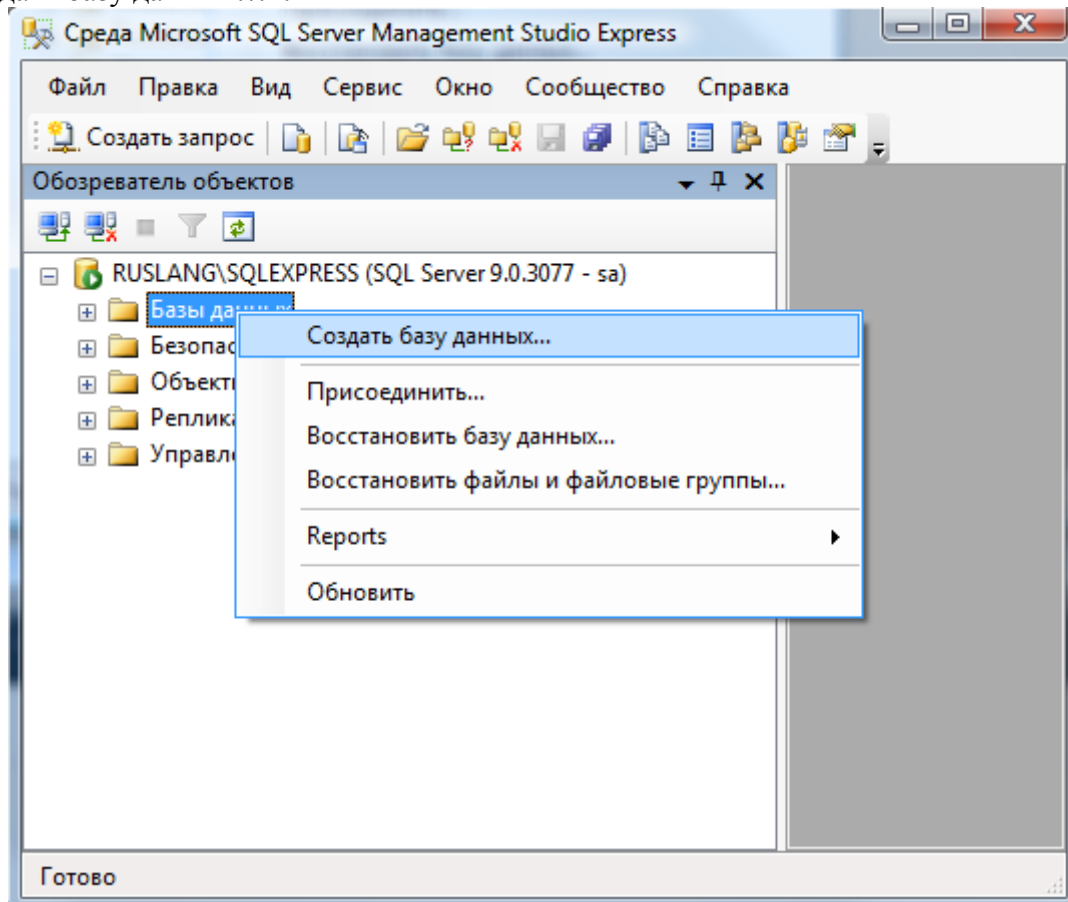 Среда Microsoft SQL Server Management Studio Express
Файл Правка Вид Сервис Окно Сообщество Справка
Создать запрос
Обозреватель объектов
RUSLANG\SQLEXPRESS (SQL Server 9.0.3077 - sa)
Базы
Создать базу данных...
Присоединить...
Восстановить базу данных...
Восстановить файлы и файловые группы...
Reports
Обновить
Готово